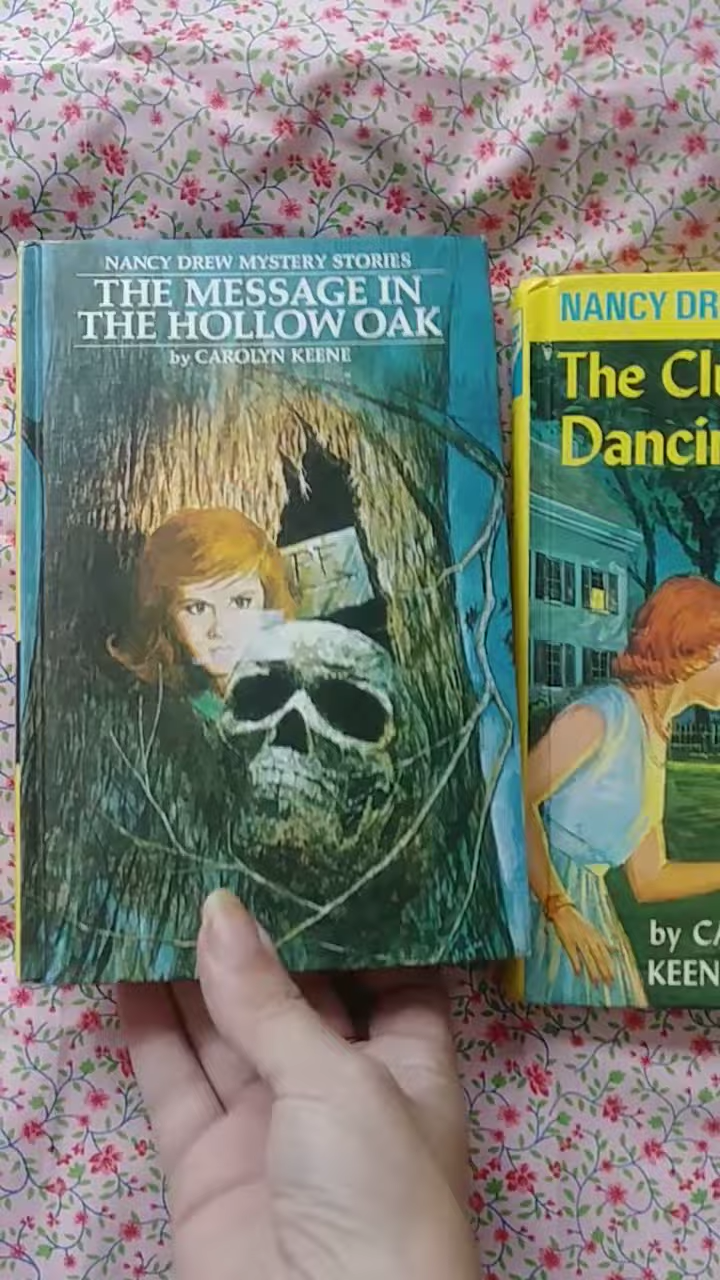 NANCY DREW MYSTERY STORIES
THE MESSAGE IN
THE HOLLOW OAK
by CAROLYN KEENE
NANCY DR
The Clu
Dancin
by CA
KEEN